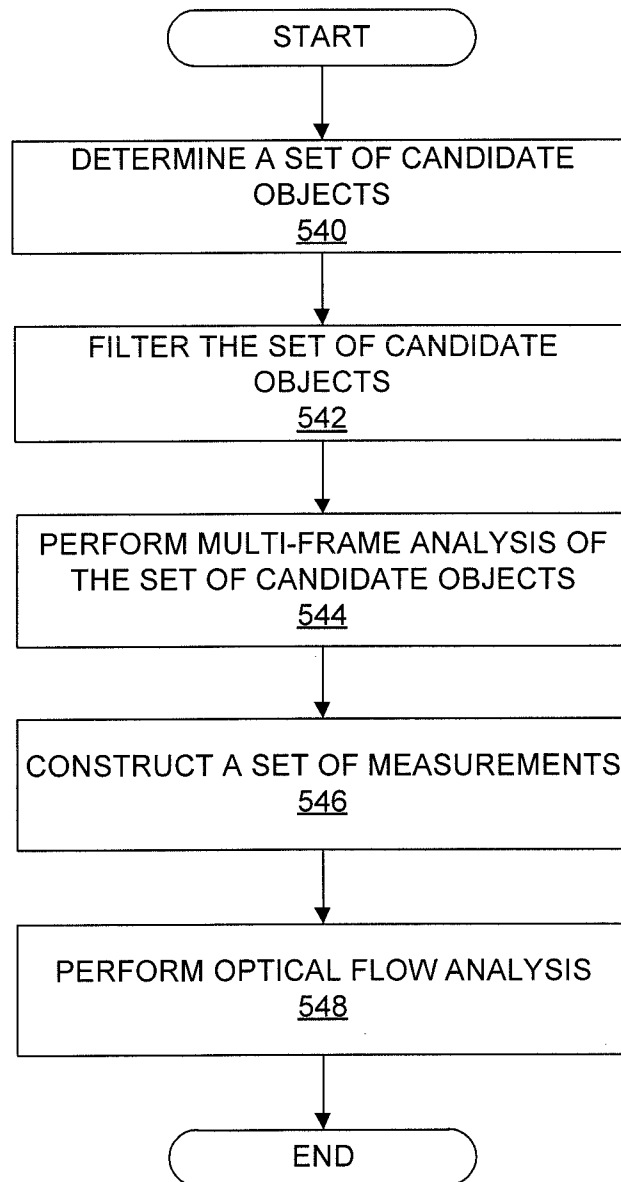 START
DETERMINE A SET OF CANDIDATE
OBJECTS
540
FILTER THE SET OF CANDIDATE
OBJECTS
542
PERFORM MULTI-FRAME ANALYSIS OF
THE SET OF CANDIDATE OBJECTS
544
CONSTRUCT A SET OF MEASUREMENTS
546
PERFORM OPTICAL FLOW ANALYSIS
548
END